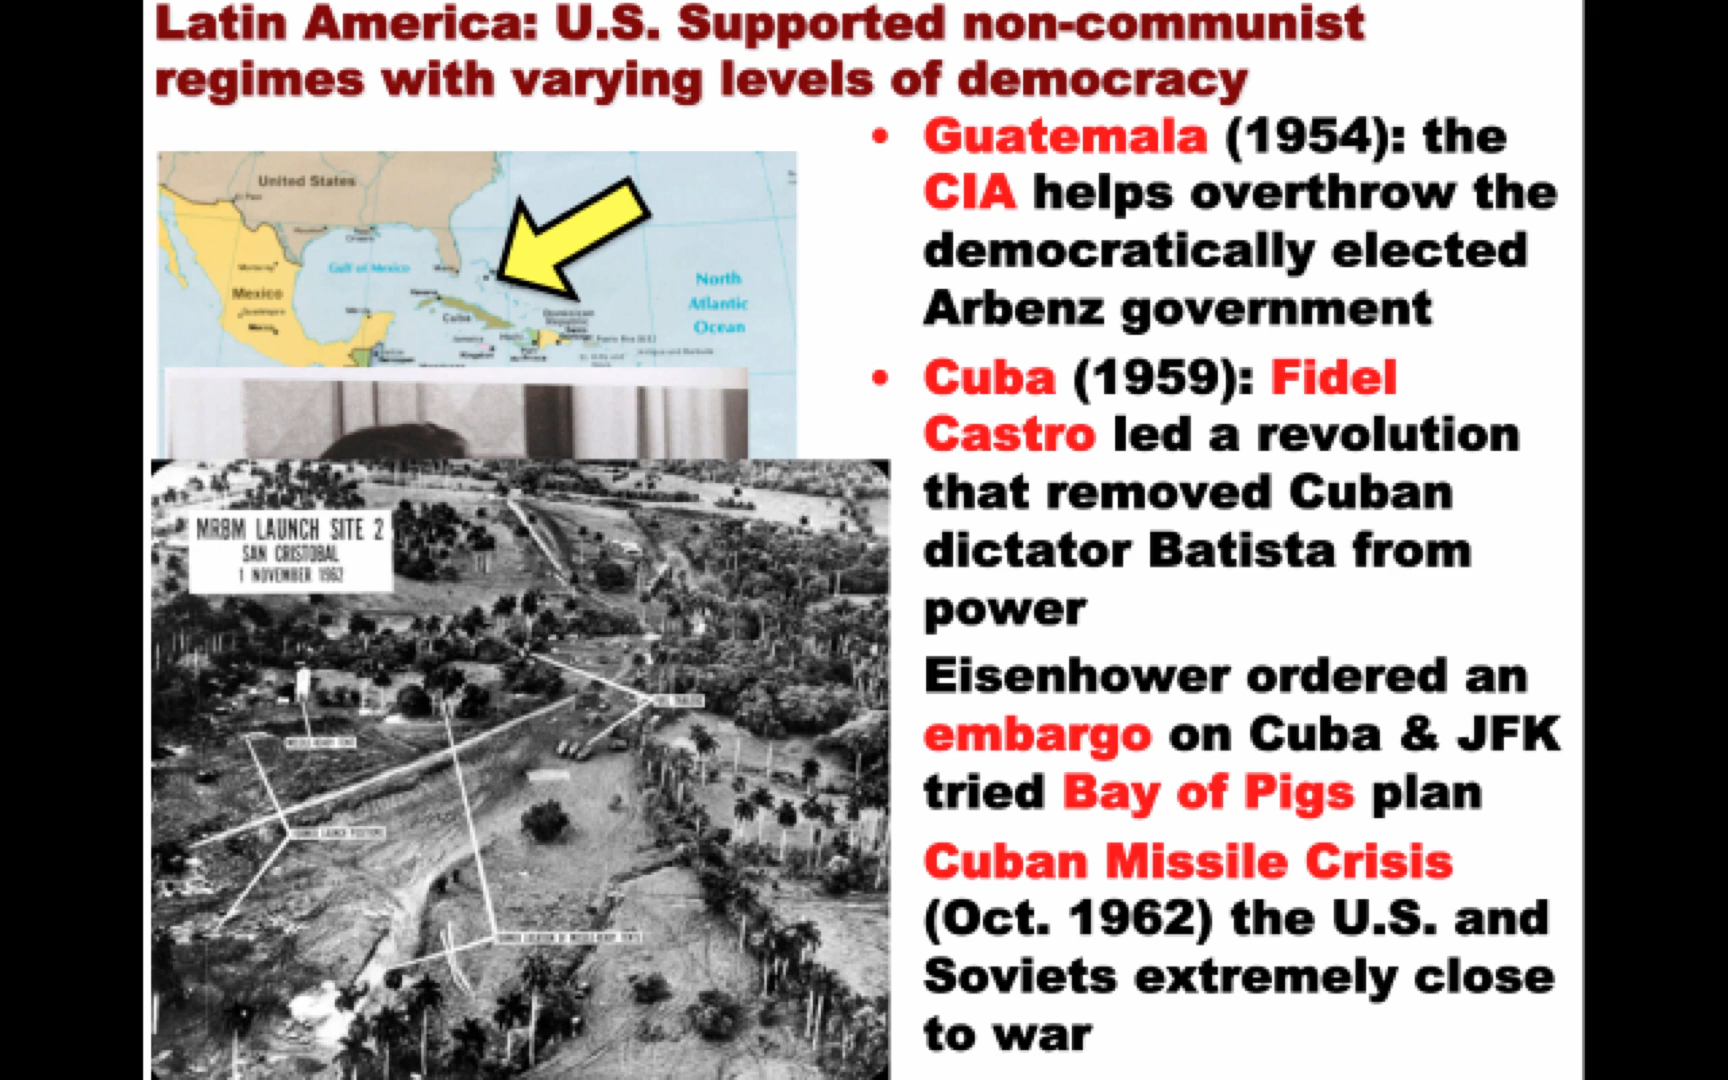 Latin America: U.S. Supported non-communist
regimes with varying levels of democracy
• Guatemala (1954): the
CIA helps overthrow the
democratically elected
Arbenz government
• Cuba (1959): Fidel
Castro led a revolution
that removed Cuban
dictator Batista from
power
Eisenhower ordered an
embargo on Cuba & JFK
tried Bay of Pigs plan
Cuban Missile Crisis
(Oct. 1962) the U.S. and
Soviets extremely close
to war
United States
Gulf of Mexico
Mexico
Cuba
North
Atlantic
Ocean
MRBM LAUNCH SITE 2
SAN CRISTOBAL
1 NOVEMBER 1962